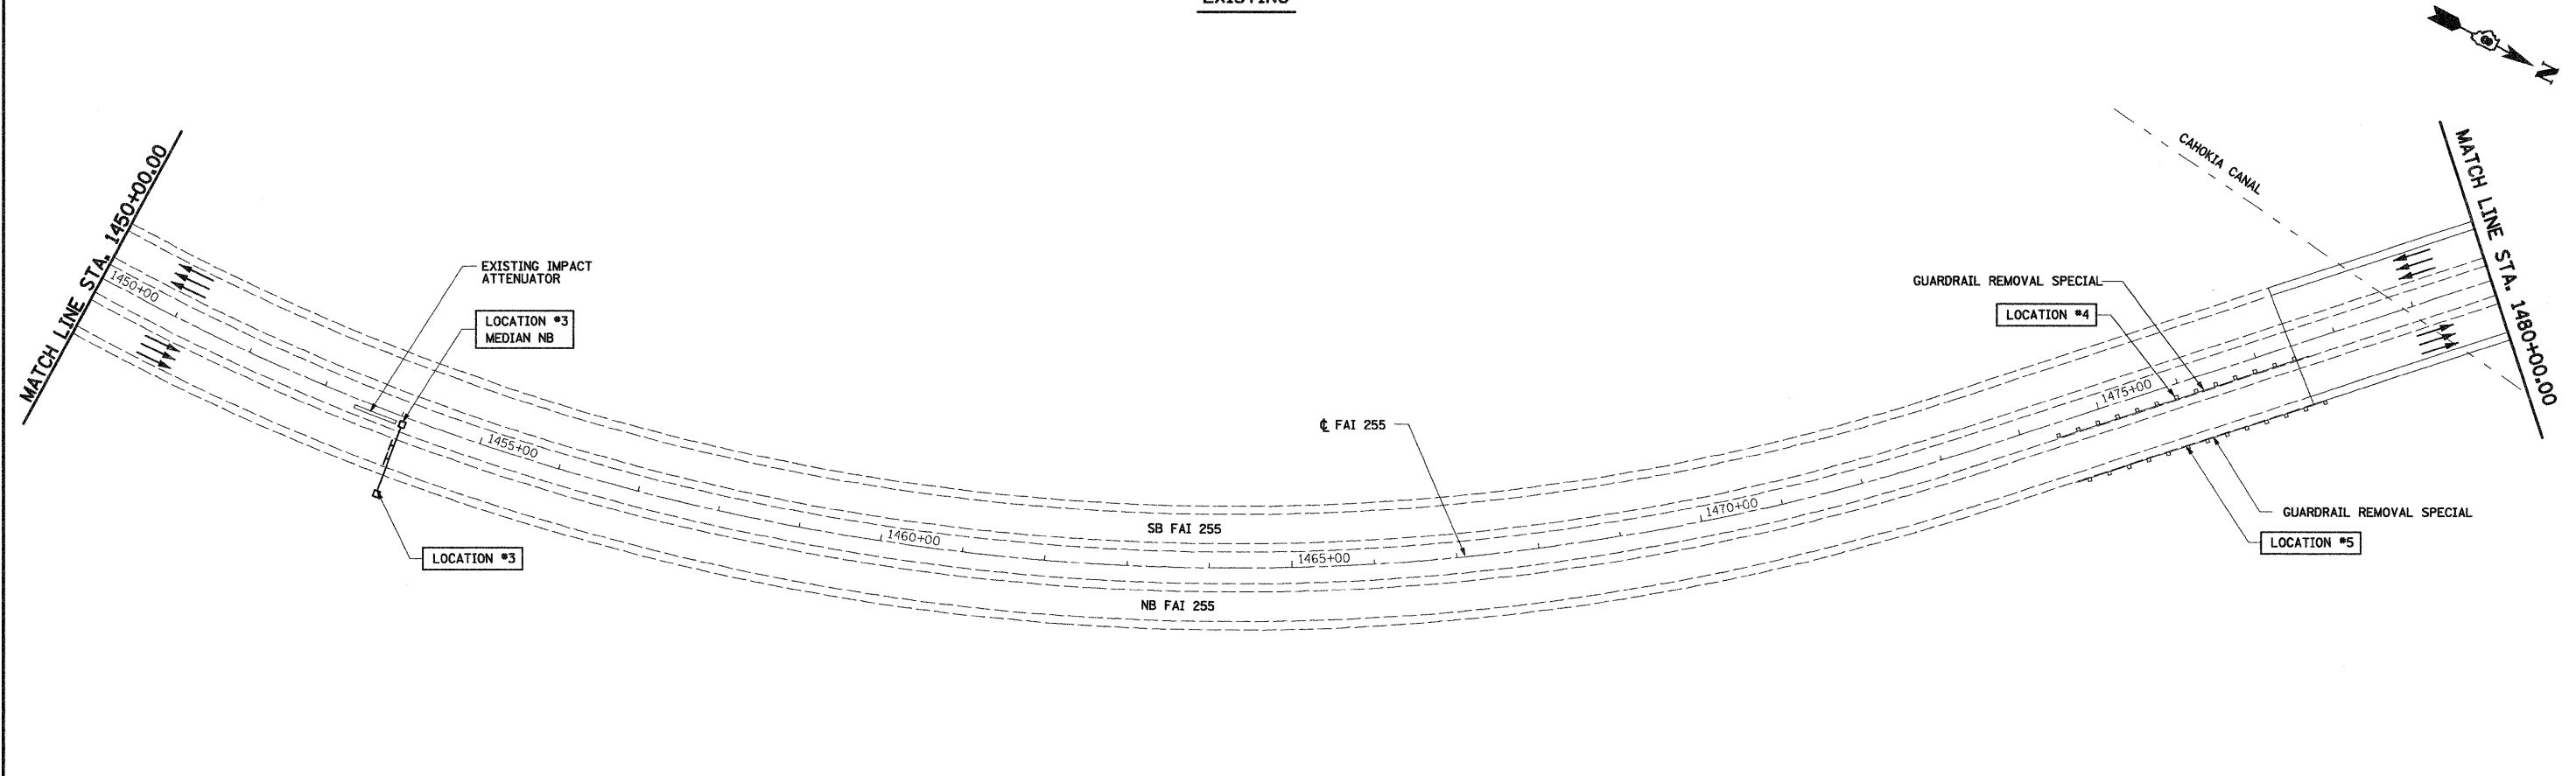 EXISTING
N
MATCH LINE STA. 1450+00.00
1450+00
EXISTING IMPACT
ATTENUATOR
LOCATION #3
MEDIAN NB
LOCATION #3
1455+00
1460+00
SB FAI 255
NB FAI 255
1465+00
℄ FAI 255
1470+00
1475+00
GUARDRAIL REMOVAL SPECIAL
LOCATION #4
CAHOKIA CANAL
GUARDRAIL REMOVAL SPECIAL
LOCATION #5
MATCH LINE STA. 1480+00.00